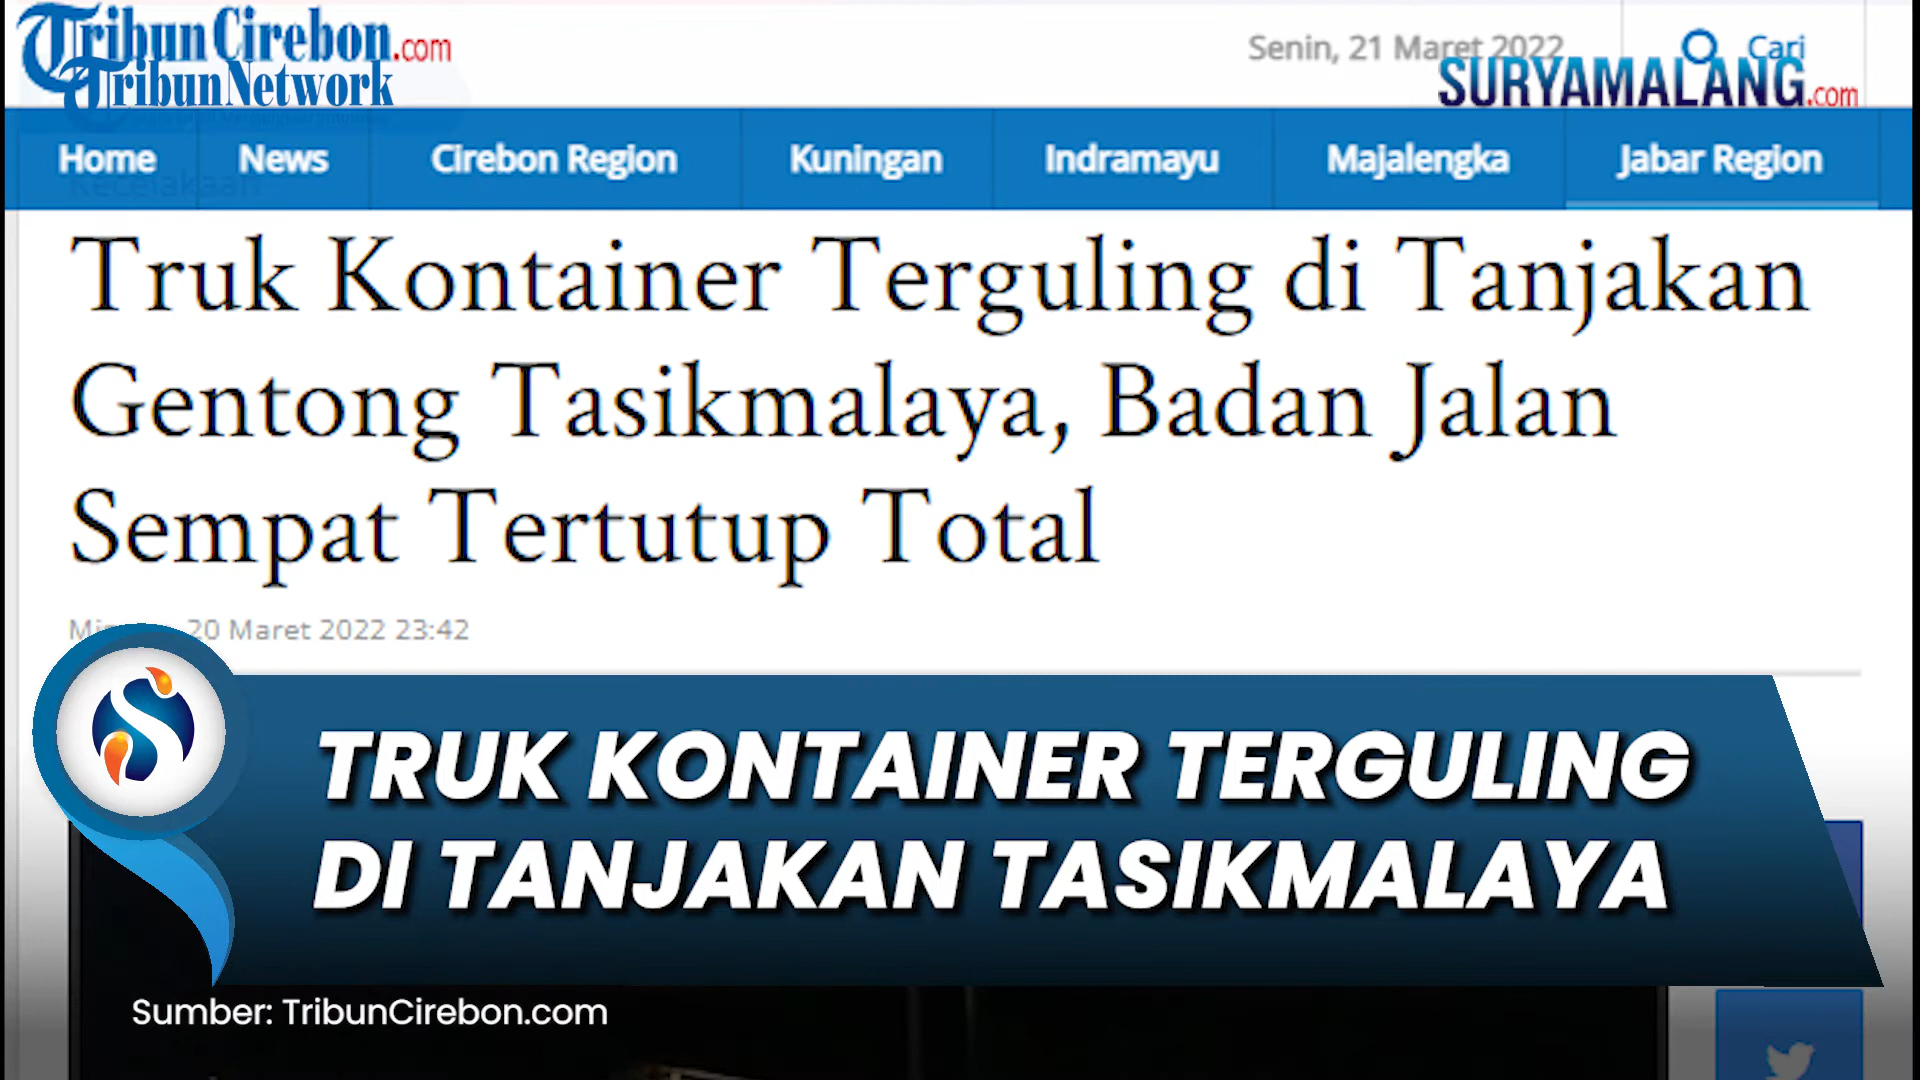 TribunCirebon.com
TribunNetwork
Senin, 21 Maret 2022
Cari
SURYAMALANG.com
Home News Cirebon Region Kuningan Indramayu Majalengka Jabar Region
Kecelakaan
Truk Kontainer Terguling di Tanjakan
Gentong Tasikmalaya, Badan Jalan
Sempat Tertutup Total
20 Maret 2022 23:42
TRUK KONTAINER TERGULING
DI TANJAKAN TASIKMALAYA
Sumber: TribunCirebon.com